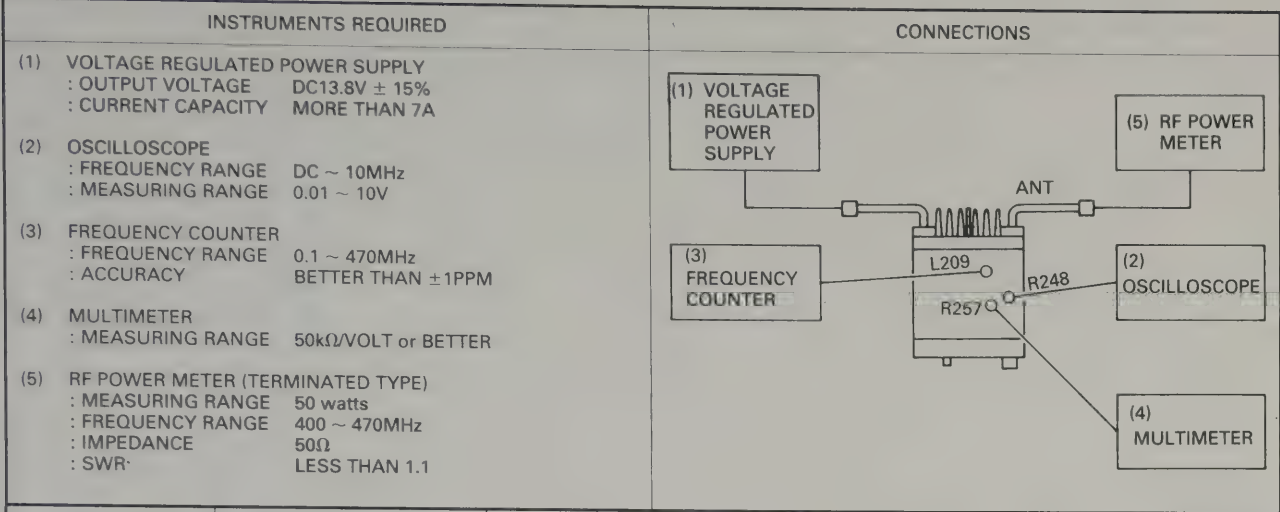 INSTRUMENTS REQUIRED
(1) VOLTAGE REGULATED POWER SUPPLY
: OUTPUT VOLTAGE DC13.8V ± 15%
: CURRENT CAPACITY MORE THAN 7A
(2) OSCILLOSCOPE
: FREQUENCY RANGE DC ~ 10MHz
: MEASURING RANGE 0.01 ~ 10V
(3) FREQUENCY COUNTER
: FREQUENCY RANGE 0.1 ~ 470MHz
: ACCURACY BETTER THAN ±1PPM
(4) MULTIMETER
: MEASURING RANGE 50kΩ/VOLT or BETTER
(5) RF POWER METER (TERMINATED TYPE)
: MEASURING RANGE 50 watts
: FREQUENCY RANGE 400 ~ 470MHz
: IMPEDANCE 50Ω
: SWR LESS THAN 1.1
CONNECTIONS
(1) VOLTAGE
REGULATED
POWER
SUPPLY
(5) RF POWER
METER
ANT
(3)
FREQUENCY
COUNTER
L209
R248
R257
(2)
OSCILLOSCOPE
(4)
MULTIMETER